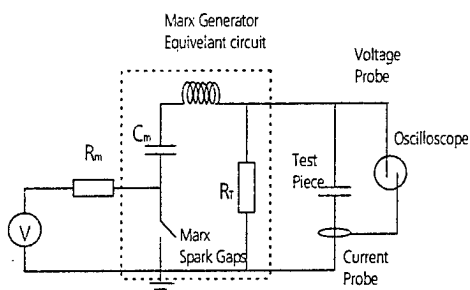 Marx Generator
Equivelant circuit
Voltage
Probe
Oscilloscope
Cm
Rm
Test
Piece
RT
V
Marx
Spark Gaps
Current
Probe